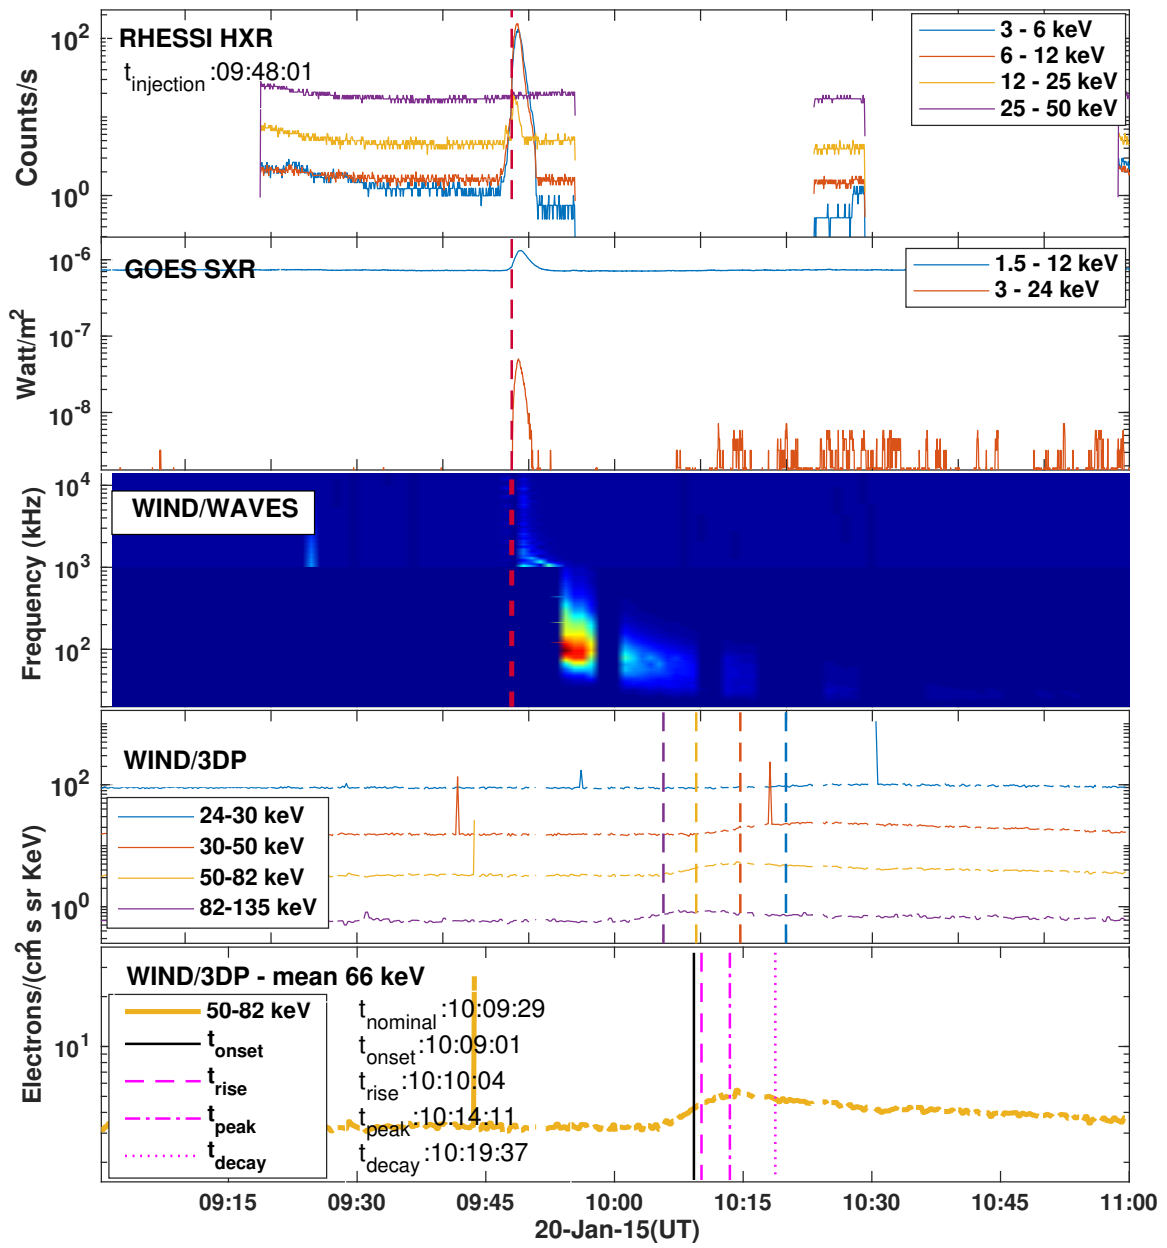 RHESSI HXR
t_injection :09:48:01
3 - 6 keV
6 - 12 keV
12 - 25 keV
25 - 50 keV
Counts/s
10^2
10^1
10^0
GOES SXR
1.5 - 12 keV
3 - 24 keV
Watt/m^2
10^-6
10^-7
10^-8
WIND/WAVES
Frequency (kHz)
10^4
10^3
10^2
WIND/3DP
24-30 keV
30-50 keV
50-82 keV
82-135 keV
10^2
10^1
10^0
Electrons/(cm^2 s sr KeV)
WIND/3DP - mean 66 keV
50-82 keV
t_onset
t_rise
t_peak
t_decay
t_nominal :10:09:29
t_onset :10:09:01
t_rise :10:10:04
t_peak :10:14:11
t_decay :10:19:37
10^1
09:15 09:30 09:45 10:00 10:15 10:30 10:45 11:00
20-Jan-15(UT)